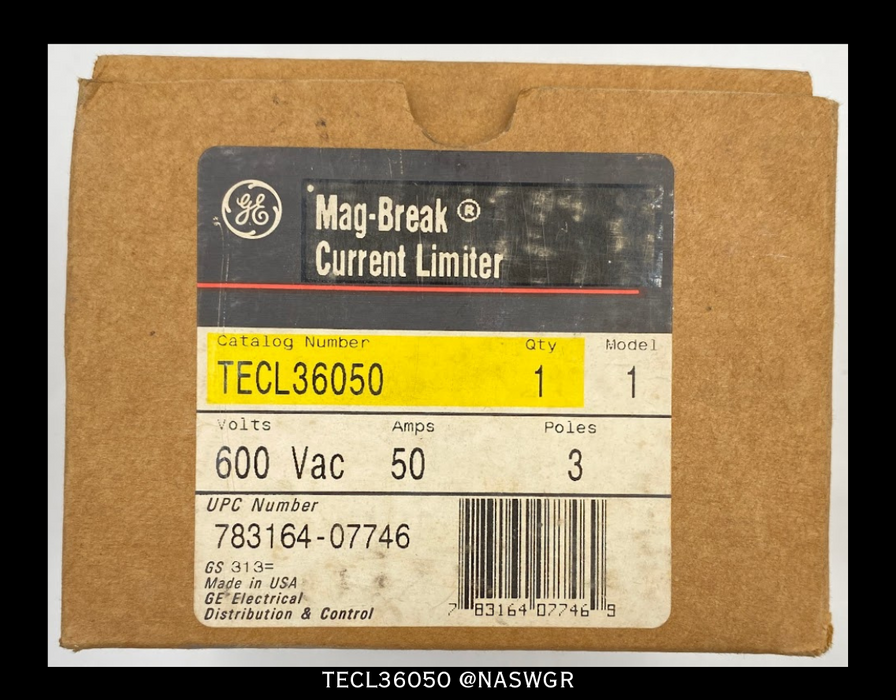 GE
Mag-Break ®
Current Limiter
Catalog Number Qty Model
TECL36050 1 1
Volts Amps Poles
600 Vac 50 3
UPC Number
783164-07746
GS 313=
Made in USA
GE Electrical
Distribution & Control
7 83164 07746 9
TECL36050 @NASWGR